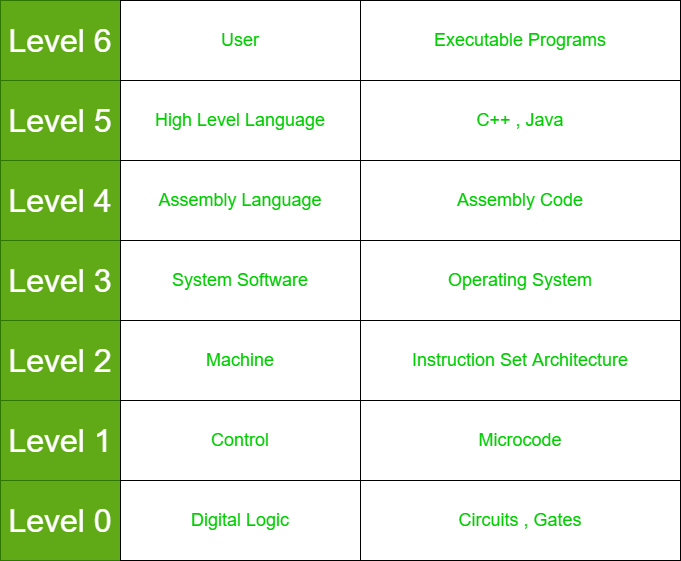 Level 6 User Executable Programs
Level 5 High Level Language C++ , Java
Level 4 Assembly Language Assembly Code
Level 3 System Software Operating System
Level 2 Machine Instruction Set Architecture
Level 1 Control Microcode
Level 0 Digital Logic Circuits , Gates